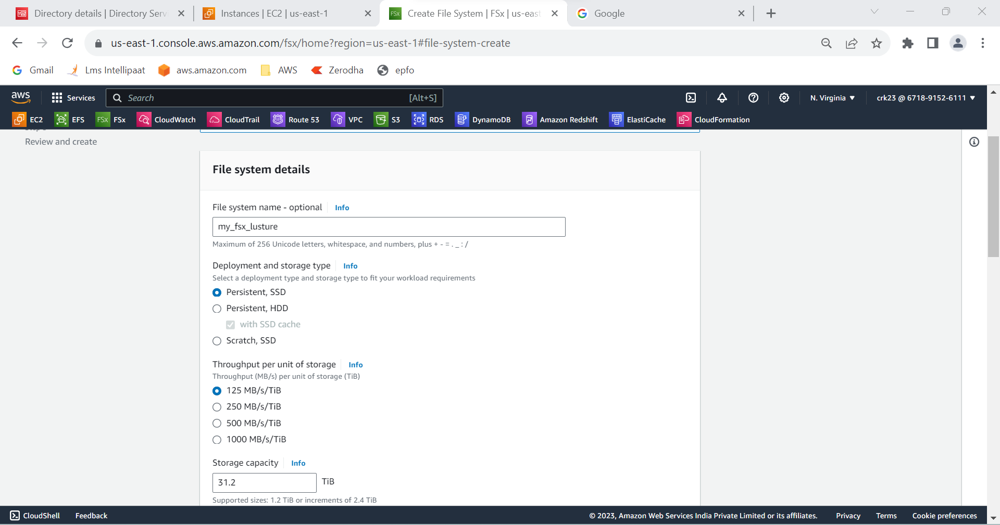 Directory details | Directory Servi
Instances | EC2 | us-east-1
FSx
Create File System | FSx | us-east
Google
us-east-1.console.aws.amazon.com/fsx/home?region=us-east-1#file-system-create
Gmail
Lms Intellipaat
aws.amazon.com
AWS
Zerodha
epfo
aws
Services
Search
[Alt+S]
N. Virginia
crk23 @ 6718-9152-6111
EC2
EFS
FSx
FSx
CloudWatch
CloudTrail
Route 53
VPC
S3
RDS
DynamoDB
Amazon Redshift
ElastiCache
CloudFormation
Review and create
File system details
File system name - optional
Info
my_fsx_lusture
Maximum of 256 Unicode letters, whitespace, and numbers, plus + - = . _ : /
Deployment and storage type
Info
Select a deployment type and storage type to fit your workload requirements
Persistent, SSD
Persistent, HDD
with SSD cache
Scratch, SSD
Throughput per unit of storage
Info
Throughput (MB/s) per unit of storage (TiB)
125 MB/s/TiB
250 MB/s/TiB
500 MB/s/TiB
1000 MB/s/TiB
Storage capacity
Info
31.2
TiB
Supported sizes: 1.2 TiB or increments of 2.4 TiB
CloudShell
Feedback
© 2023, Amazon Web Services India Private Limited or its affiliates.
Privacy
Terms
Cookie preferences